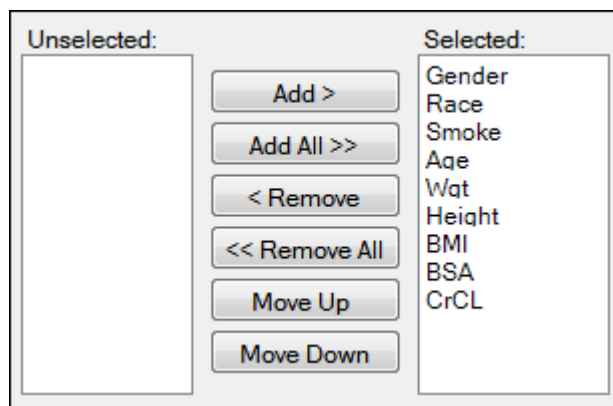 Unselected:
Add >
Add All >>
< Remove
<< Remove All
Move Up
Move Down
Selected:
Gender
Race
Smoke
Age
Wgt
Height
BMI
BSA
CrCL